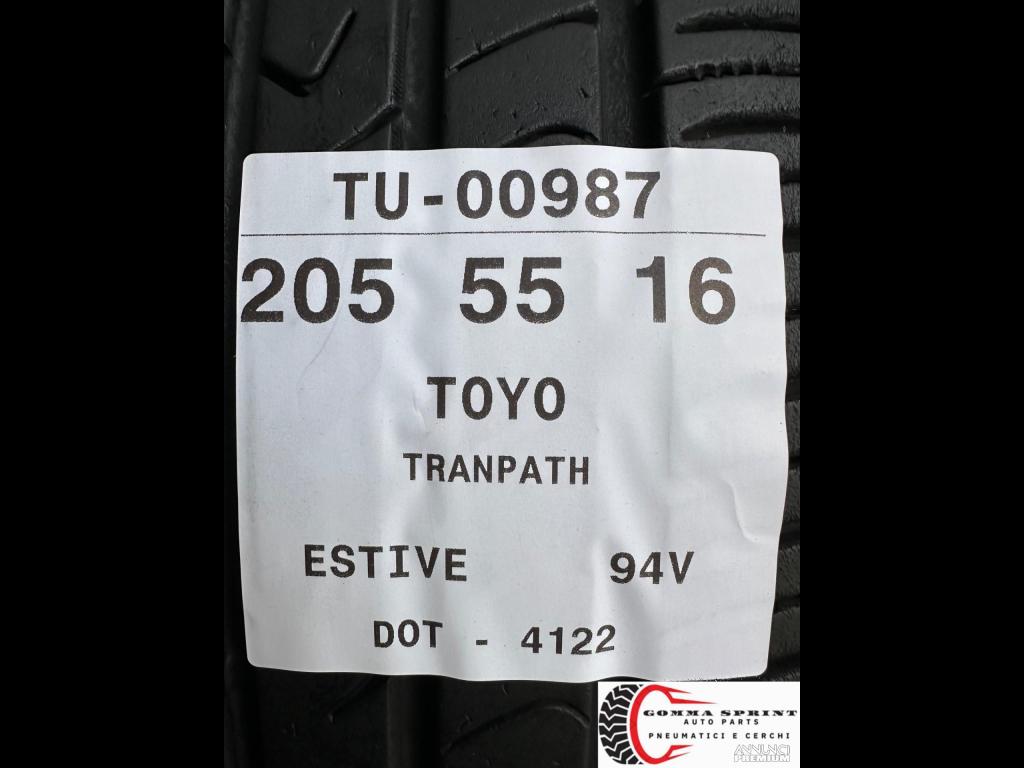 TU-00987
205 55 16
TOYO
TRANPATH
ESTIVE 94V
DOT - 4122
GOMMA SPRINT
AUTO PARTS
PNEUMATICI E CERCHI
ANNUNCI
PREMIUM